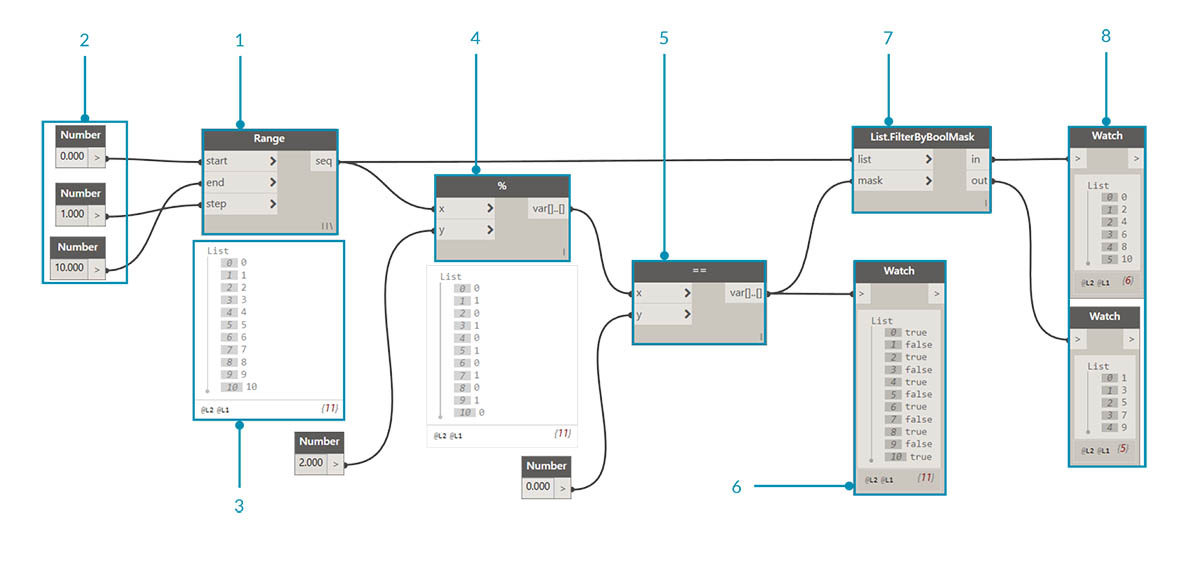 2
1
4
5
7
8
Number
0.000 >
Number
1.000 >
Number
10.000 >
Range
start > seq
end >
step >
List
0 0
1 1
2 2
3 3
4 4
5 5
6 6
7 7
8 8
9 9
10 10
@L2 @L1 {11}
3
Number
2.000 >
%
x > var[]..[]
y >
List
0 0
1 1
2 0
3 1
4 0
5 1
6 0
7 1
8 0
9 1
10 0
@L2 @L1 {11}
Number
0.000 >
==
x > var[]..[]
y >
Watch
> >
List
0 true
1 false
2 true
3 false
4 true
5 false
6 true
7 false
8 true
9 false
10 true
@L2 @L1 {11}
6
List.FilterByBoolMask
list > in
mask > out
Watch
> >
List
0 0
1 2
2 4
3 6
4 8
5 10
@L2 @L1 {6}
Watch
> >
List
0 1
1 3
2 5
3 7
4 9
@L2 @L1 {5}